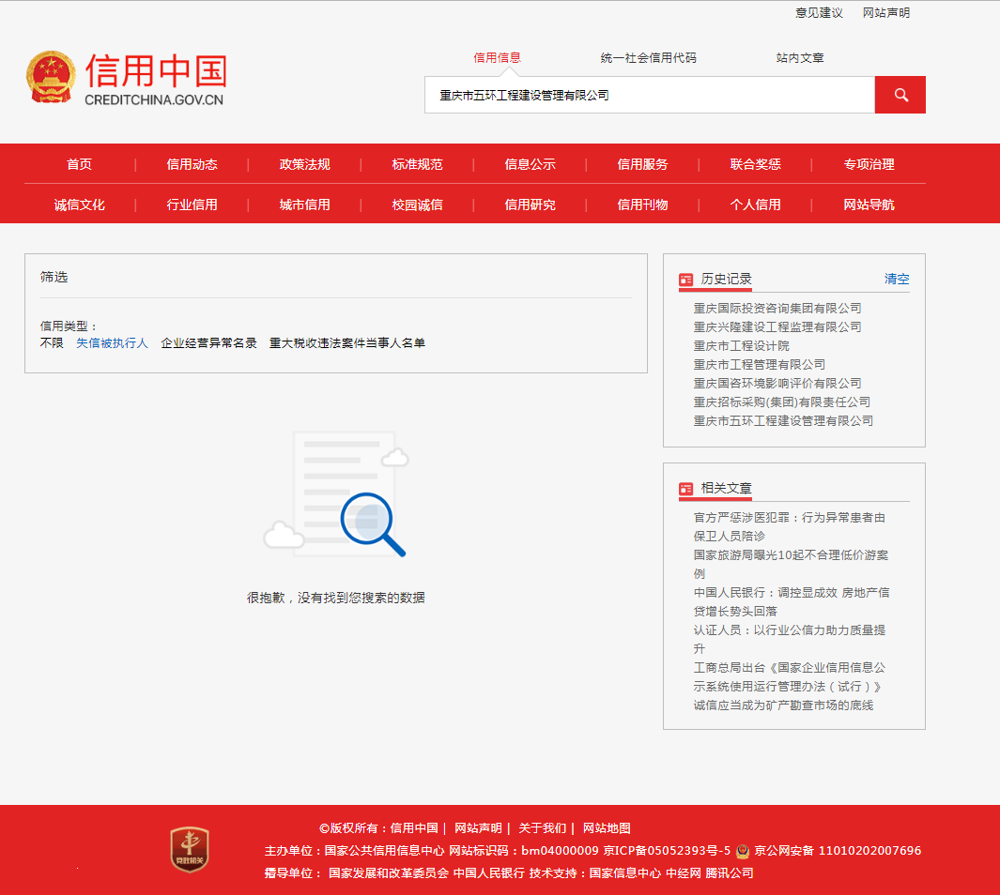 意见建议 网站声明
信用中国
CREDITCHINA.GOV.CN
信用信息 统一社会信用代码 站内文章
重庆市五环工程建设管理有限公司
首页 | 信用动态 | 政策法规 | 标准规范 | 信息公示 | 信用服务 | 联合奖惩 | 专项治理
诚信文化 | 行业信用 | 城市信用 | 校园诚信 | 信用研究 | 信用刊物 | 个人信用 | 网站导航
筛选
信用类型：
不限 失信被执行人 企业经营异常名录 重大税收违法案件当事人名单
很抱歉，没有找到您搜索的数据
历史记录 清空
重庆国际投资咨询集团有限公司
重庆兴隆建设工程监理有限公司
重庆市工程设计院
重庆市工程管理有限公司
重庆国咨环境影响评价有限公司
重庆招标采购(集团)有限责任公司
重庆市五环工程建设管理有限公司
相关文章
官方严惩涉医犯罪：行为异常患者由
保卫人员陪诊
国家旅游局曝光10起不合理低价游案
例
中国人民银行：调控显成效 房地产信
贷增长势头回落
认证人员：以行业公信力助力质量提
升
工商总局出台《国家企业信用信息公
示系统使用运行管理办法（试行）》
诚信应当成为矿产勘查市场的底线
党政机关
©版权所有：信用中国 | 网站声明 | 关于我们 | 网站地图
主办单位：国家公共信用信息中心 网站标识码：bm04000009 京ICP备05052393号-5 京公网安备 11010202007696
导单位： 国家发展和改革委员会 中国人民银行 技术支持：国家信息中心 中经网 腾讯公司